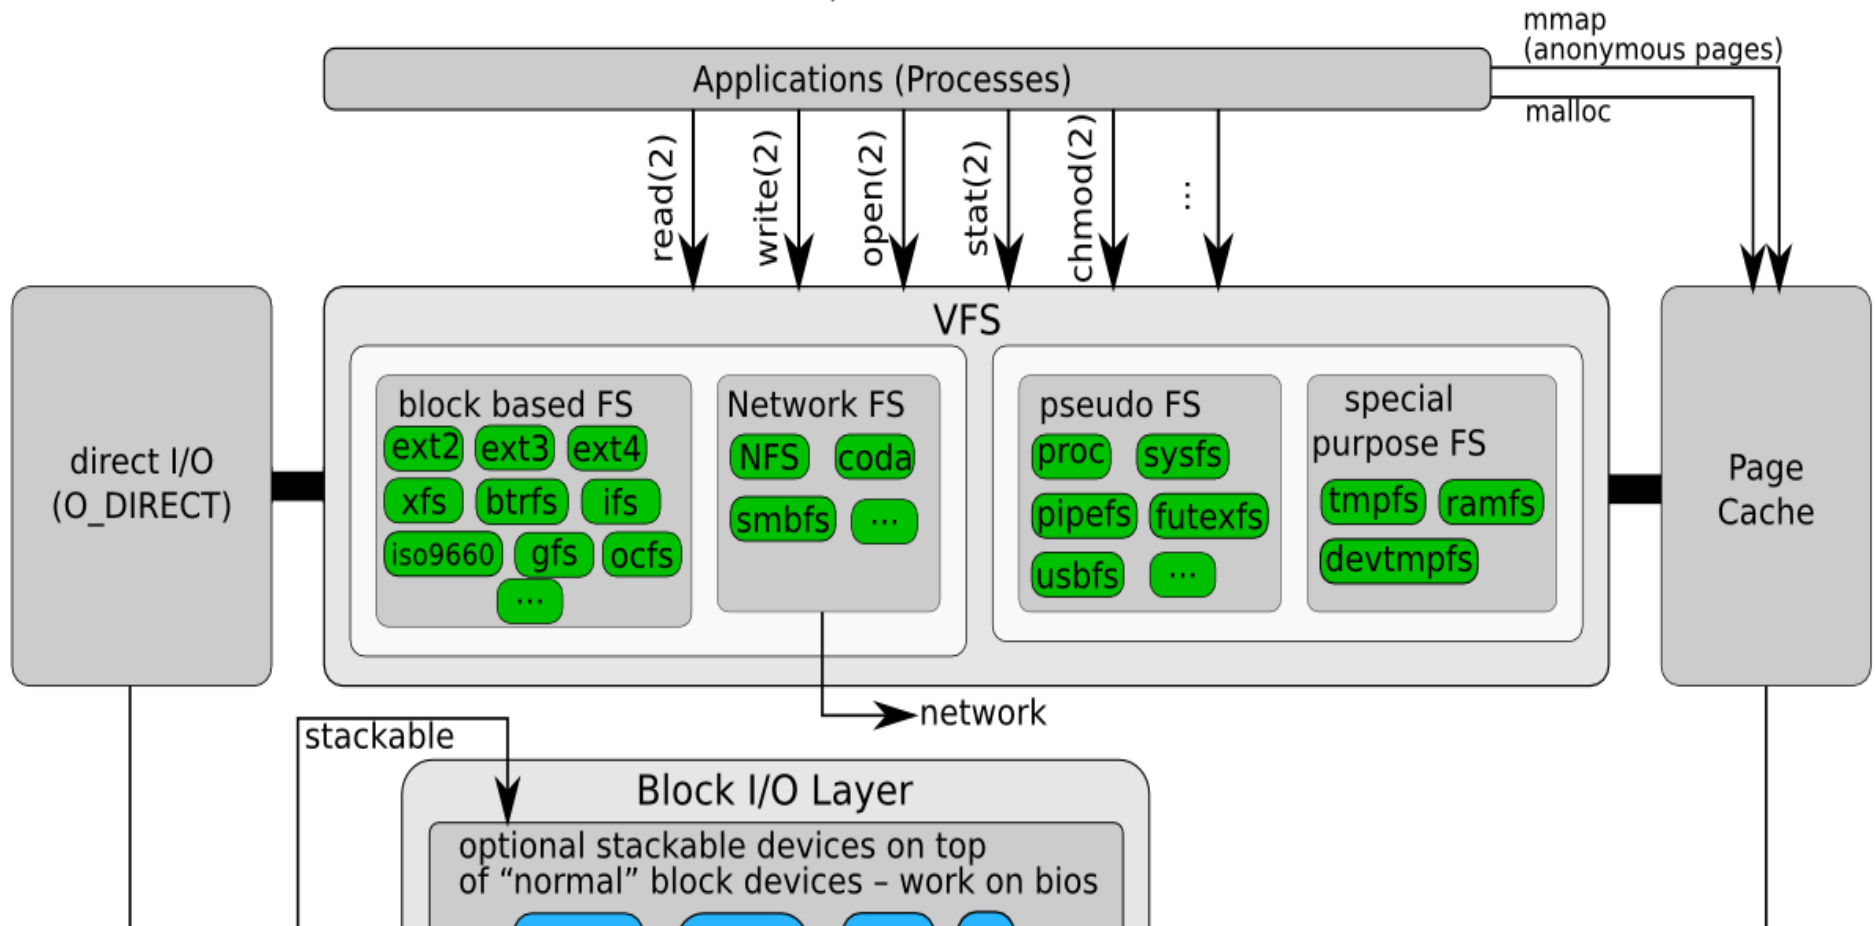 mmap
(anonymous pages)
Applications (Processes)
malloc
read(2)
write(2)
open(2)
stat(2)
chmod(2)
...
VFS
direct I/O
(O_DIRECT)
block based FS
ext2 ext3 ext4
xfs btrfs ifs
iso9660 gfs ocfs
...
Network FS
NFS coda
smbfs ...
pseudo FS
proc sysfs
pipefs futexfs
usbfs ...
special
purpose FS
tmpfs ramfs
devtmpfs
Page
Cache
network
stackable
Block I/O Layer
optional stackable devices on top
of “normal” block devices – work on bios